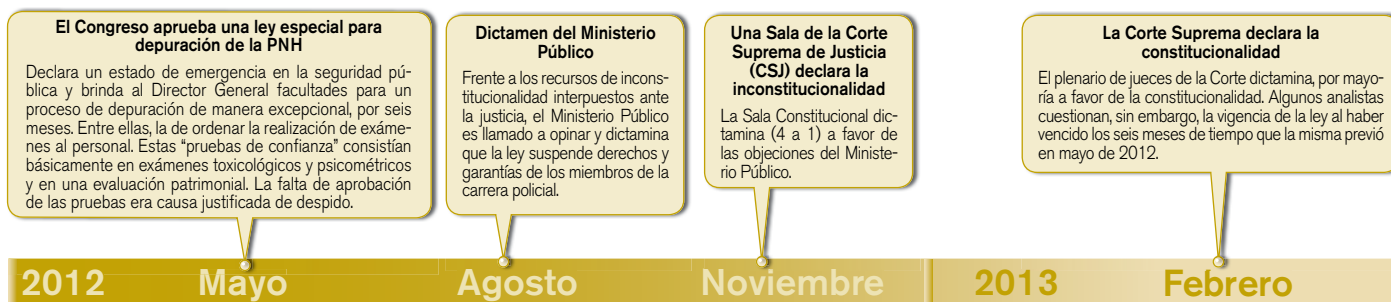 El Congreso aprueba una ley especial para
depuración de la PNH
Declara un estado de emergencia en la seguridad pú-
blica y brinda al Director General facultades para un
proceso de depuración de manera excepcional, por seis
meses. Entre ellas, la de ordenar la realización de exáme-
nes al personal. Estas “pruebas de confianza” consistían
básicamente en exámenes toxicológicos y psicométricos
y en una evaluación patrimonial. La falta de aprobación
de las pruebas era causa justificada de despido.
Dictamen del Ministerio
Público
Frente a los recursos de incons-
titucionalidad interpuestos ante
la justicia, el Ministerio Público
es llamado a opinar y dictamina
que la ley suspende derechos y
garantías de los miembros de la
carrera policial.
Una Sala de la Corte
Suprema de Justicia
(CSJ) declara la
inconstitucionalidad
La Sala Constitucional dic-
tamina (4 a 1) a favor de
las objeciones del Ministe-
rio Público.
La Corte Suprema declara la
constitucionalidad
El plenario de jueces de la Corte dictamina, por mayo-
ría a favor de la constitucionalidad. Algunos analistas
cuestionan, sin embargo, la vigencia de la ley al haber
vencido los seis meses de tiempo que la misma previó
en mayo de 2012.
2012 Mayo Agosto Noviembre 2013 Febrero